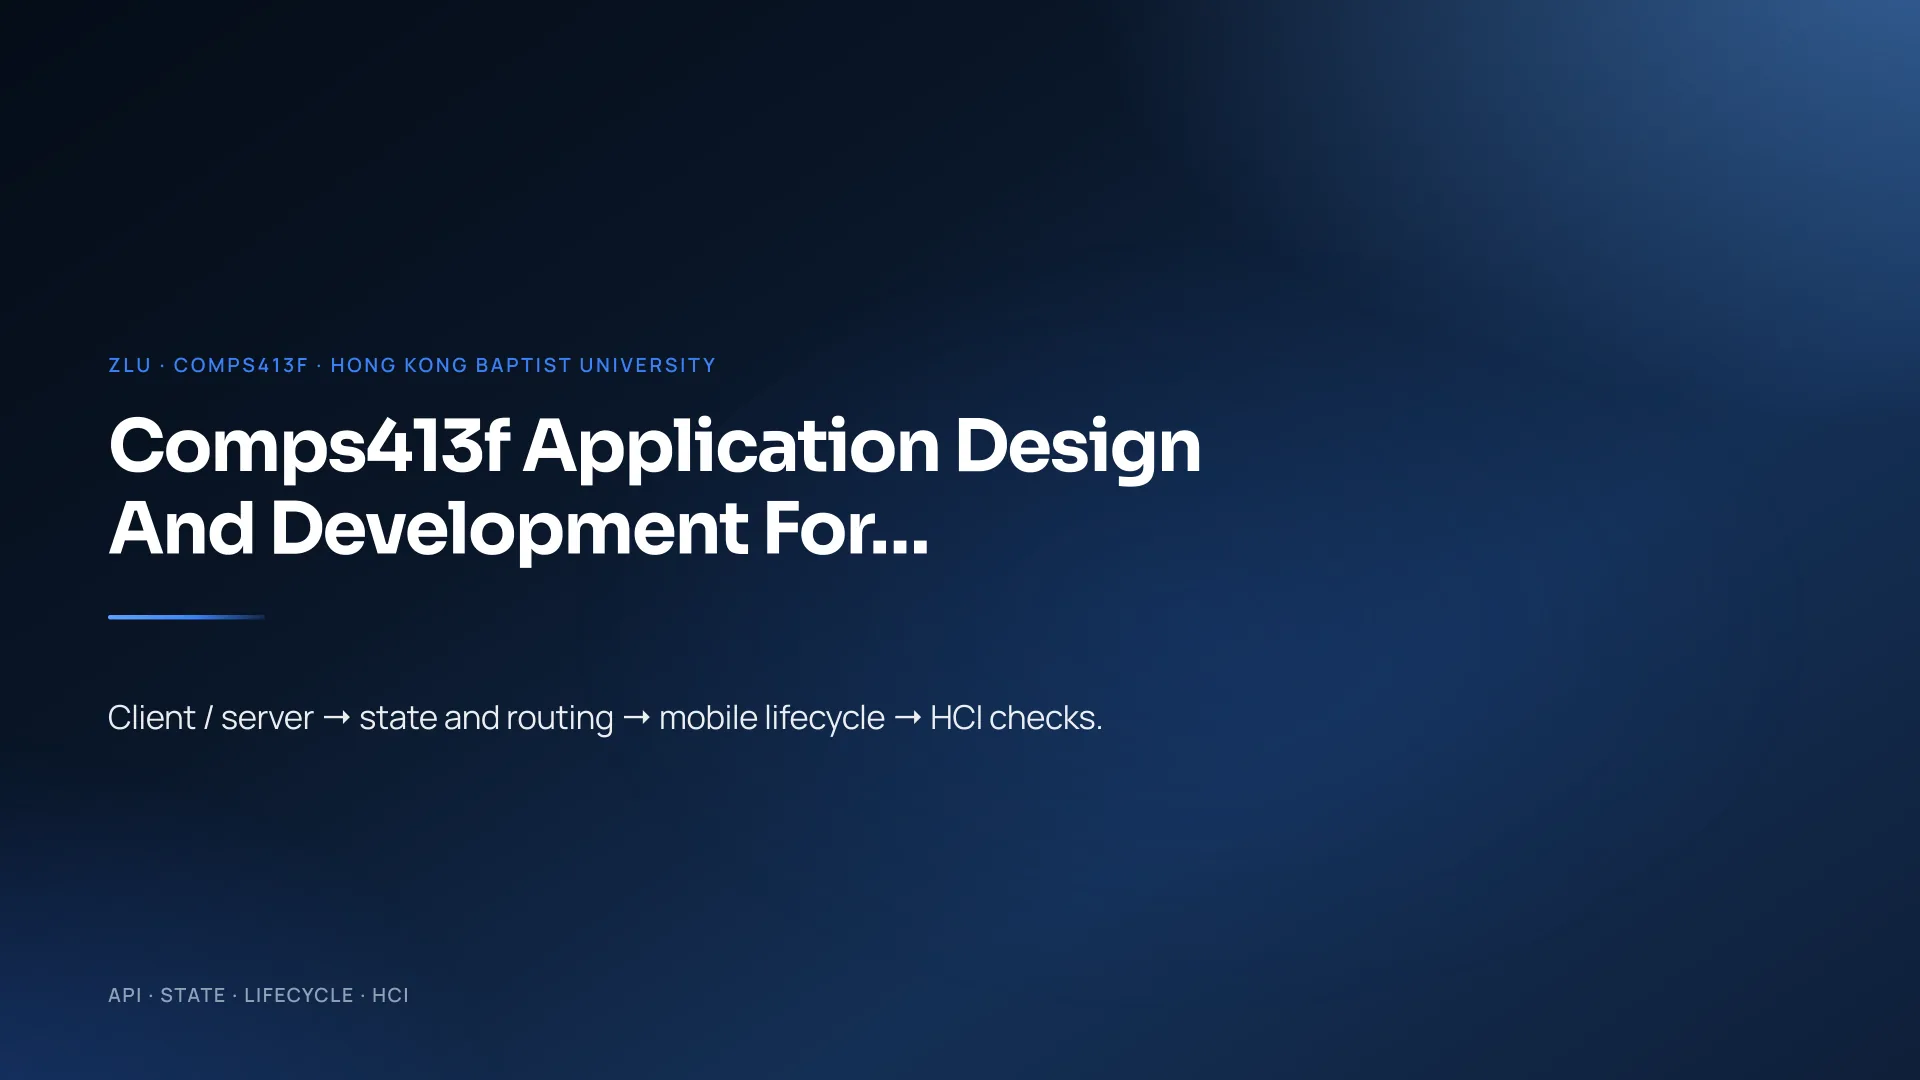 ZLU · COMPS413F · HONG KONG BAPTIST UNIVERSITY
Comps413f Application Design
And Development For...
Client / server → state and routing → mobile lifecycle → HCI checks.
API · STATE · LIFECYCLE · HCI